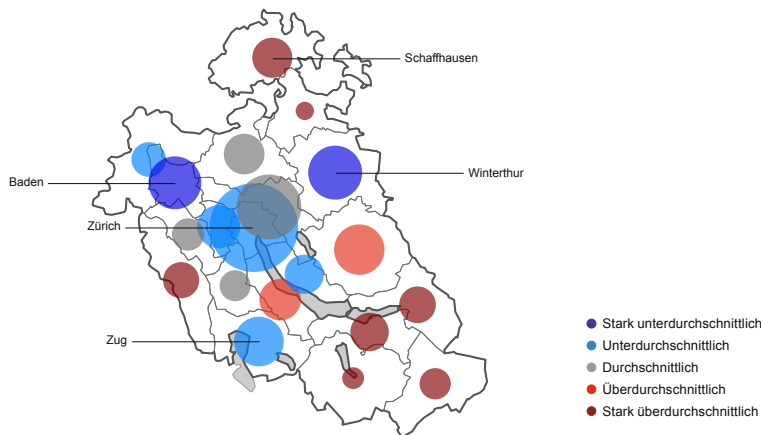 Schaffhausen
Winterthur
Baden
Zürich
Zug
Stark unterdurchschnittlich
Unterdurchschnittlich
Durchschnittlich
Überdurchschnittlich
Stark überdurchschnittlich